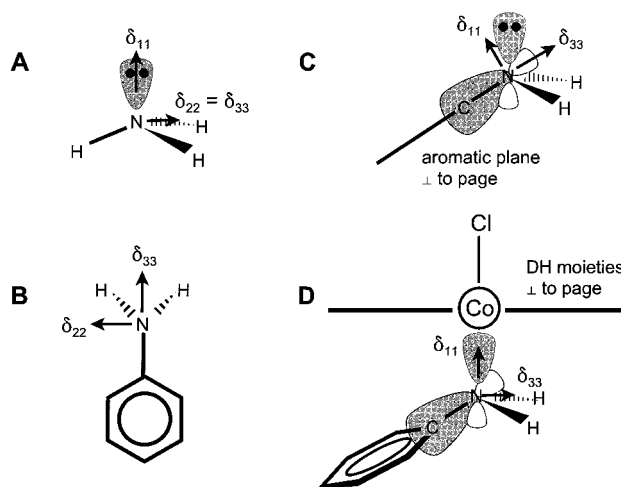 A
δ11
N
δ22 = δ33
H
H
H
B
δ33
H
H
δ22
N
C
δ11
δ33
N
H
C
H
aromatic plane
⊥ to page
D
Cl
DH moieties
⊥ to page
Co
δ11
δ33
N
H
C
H